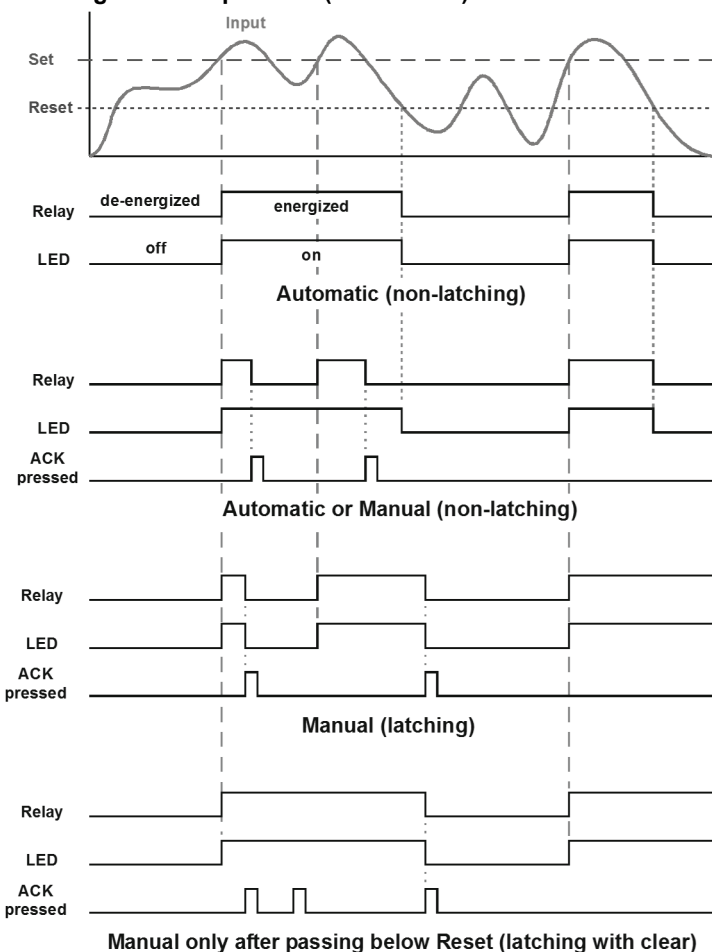 Input
Set
Reset
Relay de-energized energized
LED off on
Automatic (non-latching)
Relay
LED
ACK
pressed
Automatic or Manual (non-latching)
Relay
LED
ACK
pressed
Manual (latching)
Relay
LED
ACK
pressed
Manual only after passing below Reset (latching with clear)